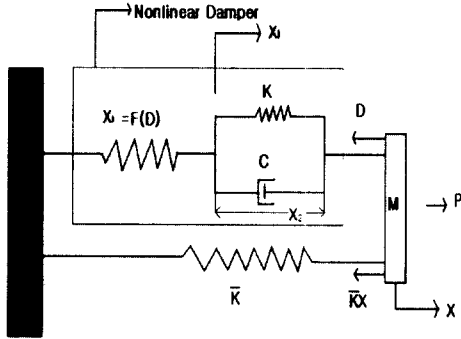 Nonlinear Damper
X₁
K
X₁ = F(D)
D
C
M
P
X₂
K̅
K̅X
X